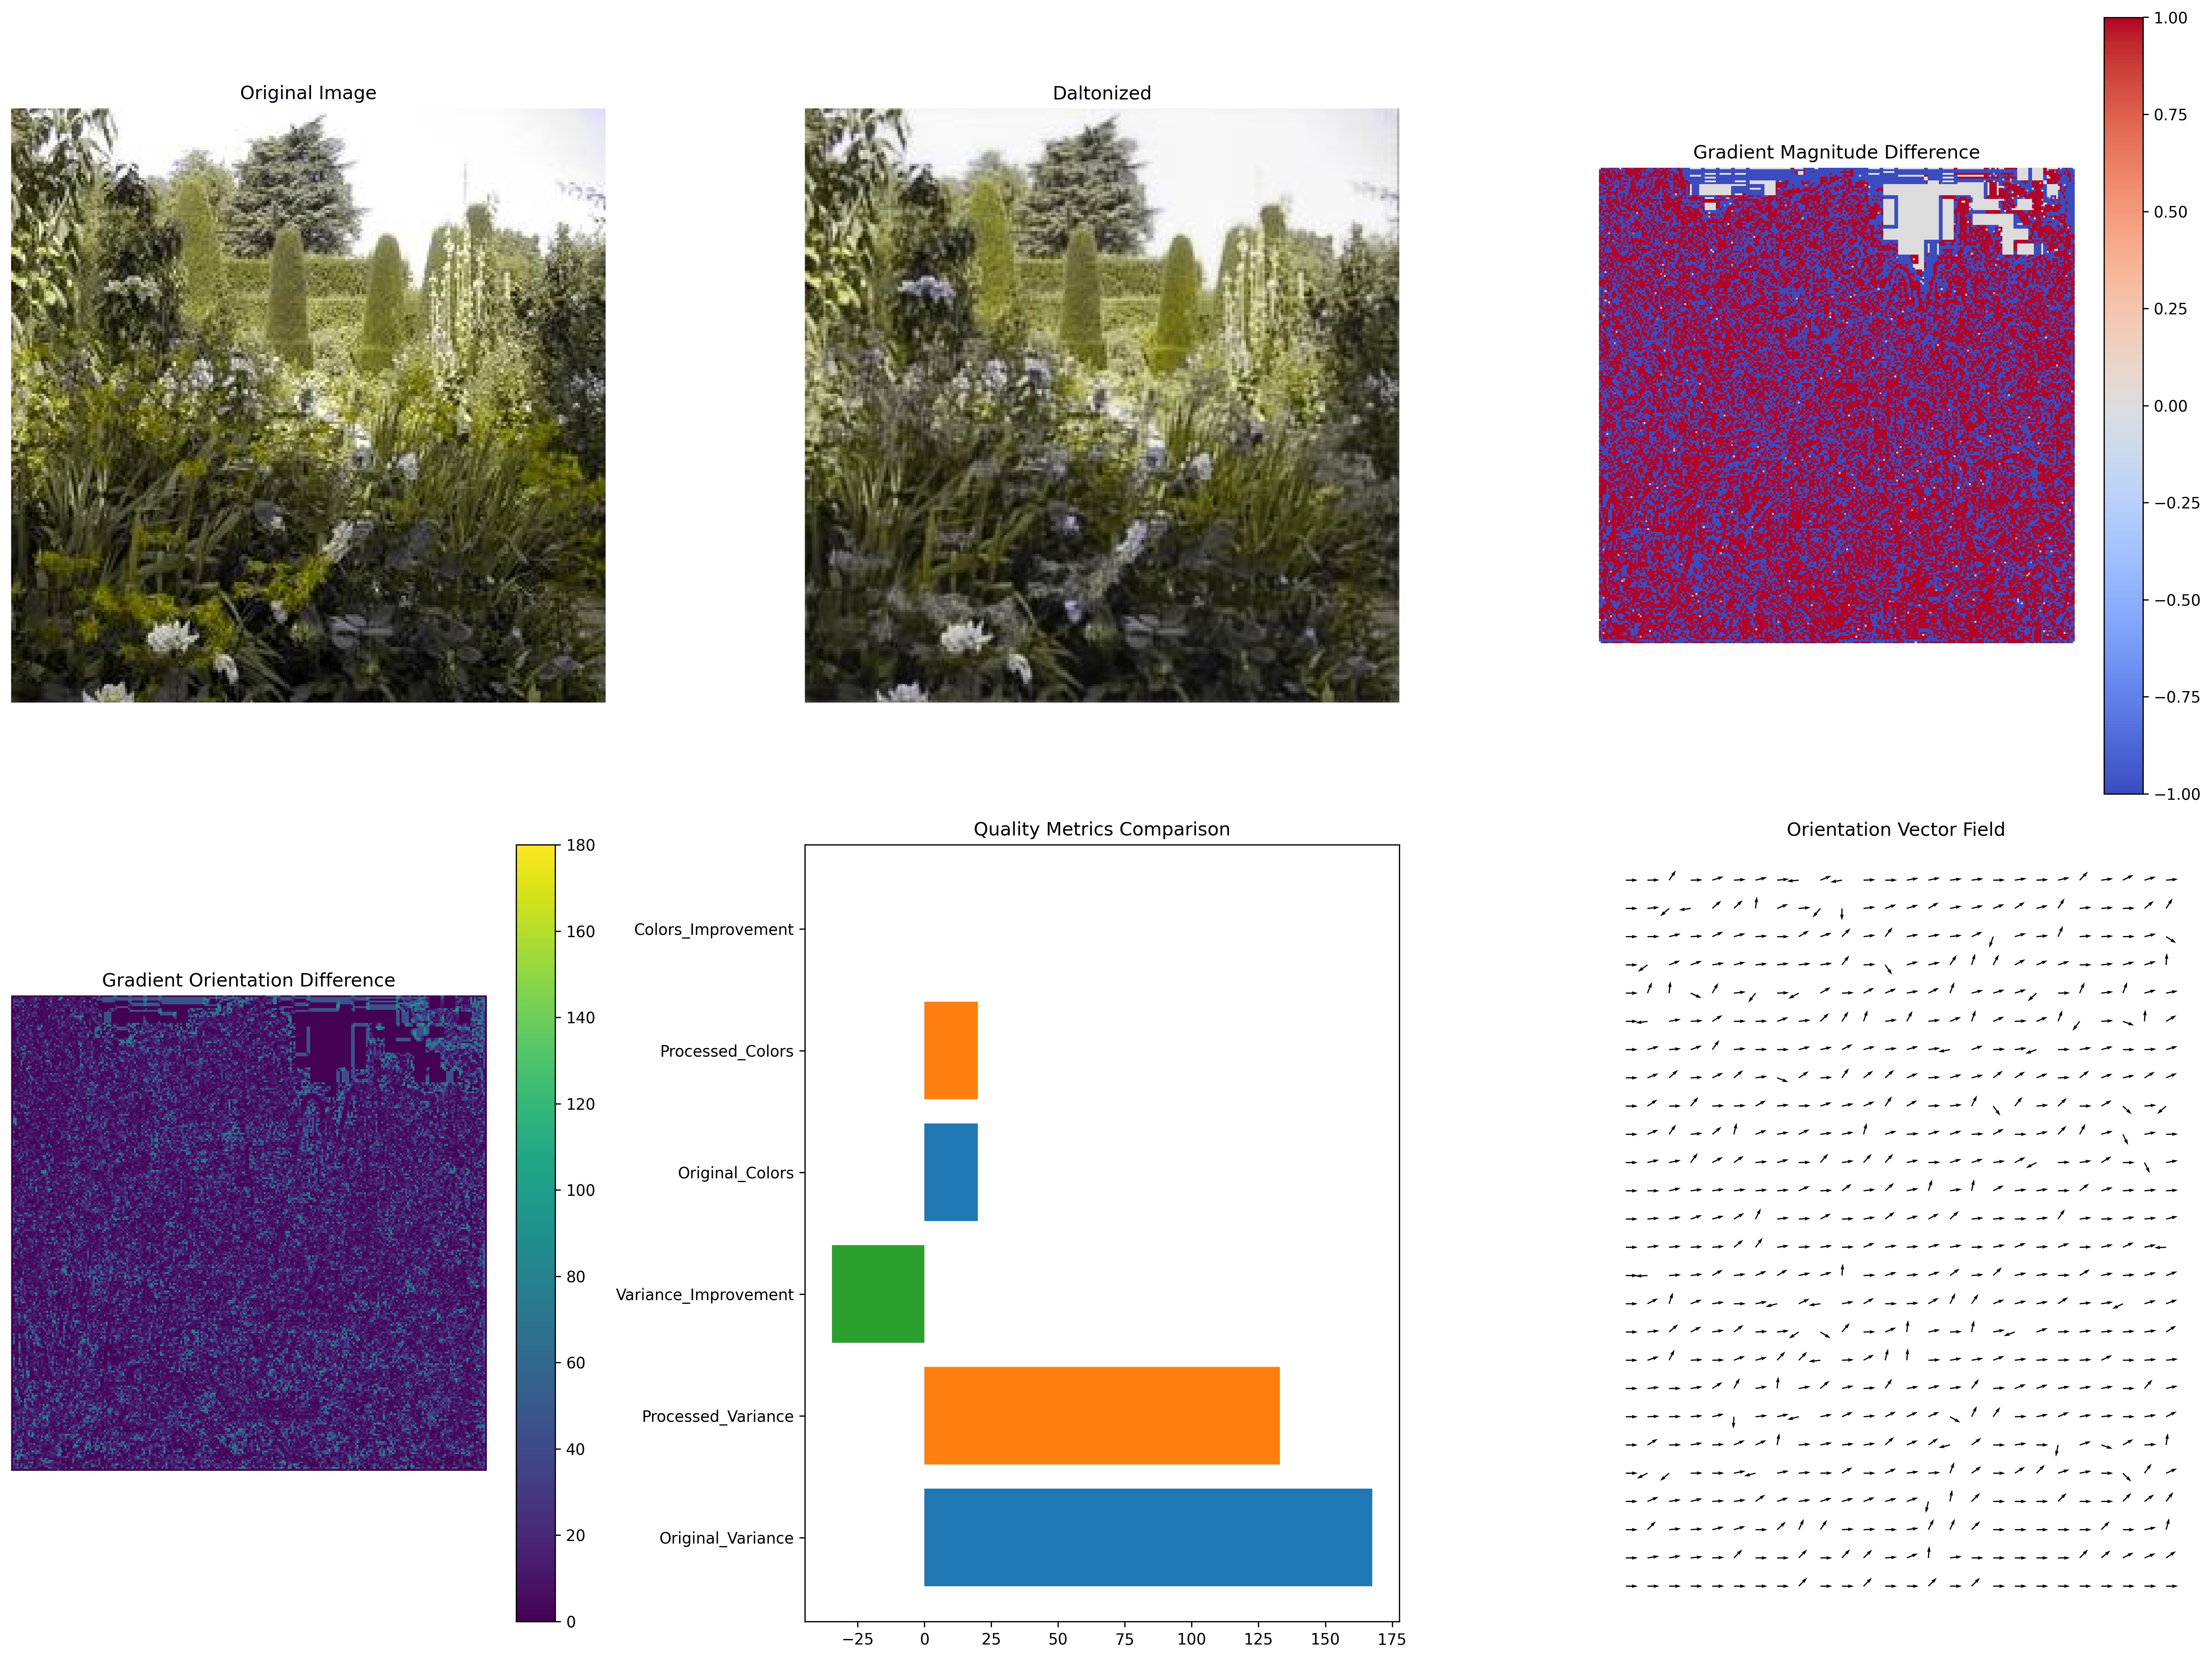 Original Image
Daltonized
Gradient Magnitude Difference
1.00
0.75
0.50
0.25
0.00
−0.25
−0.50
−0.75
−1.00
Gradient Orientation Difference
180
160
140
120
100
80
60
40
20
0
Quality Metrics Comparison
Colors_Improvement
Processed_Colors
Original_Colors
Variance_Improvement
Processed_Variance
Original_Variance
−25 0 25 50 75 100 125 150 175
Orientation Vector Field